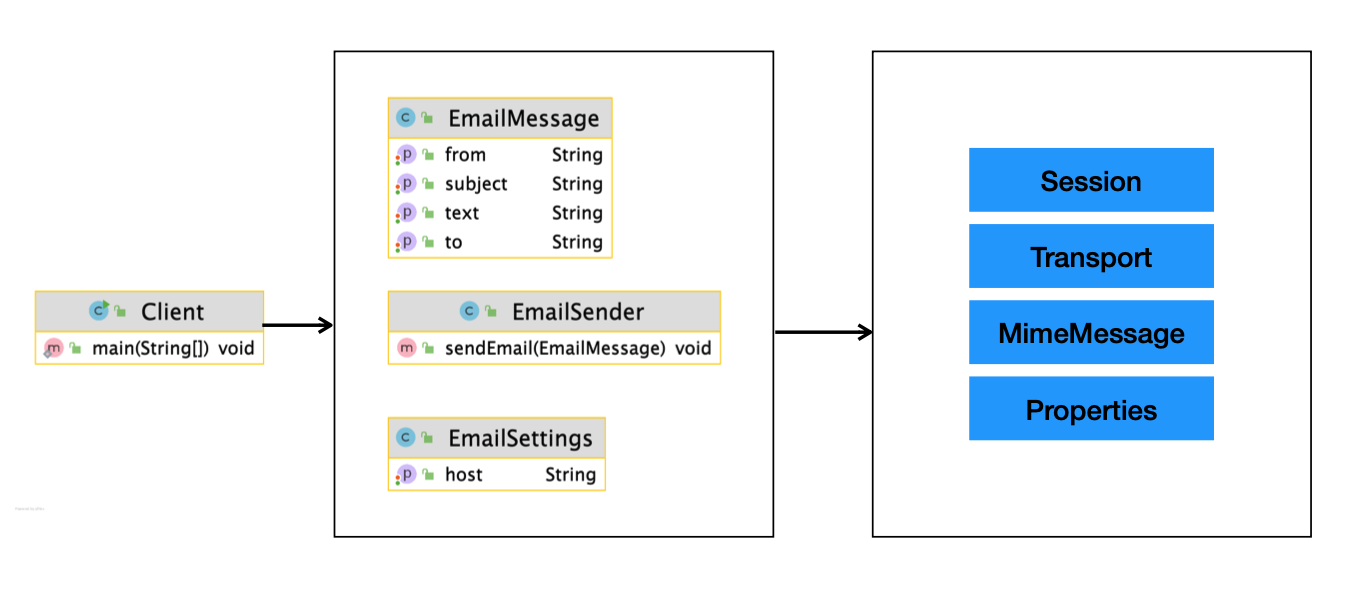 Client
main(String[]) void
EmailMessage
from String
subject String
text String
to String
EmailSender
sendEmail(EmailMessage) void
EmailSettings
host String
Session
Transport
MimeMessage
Properties